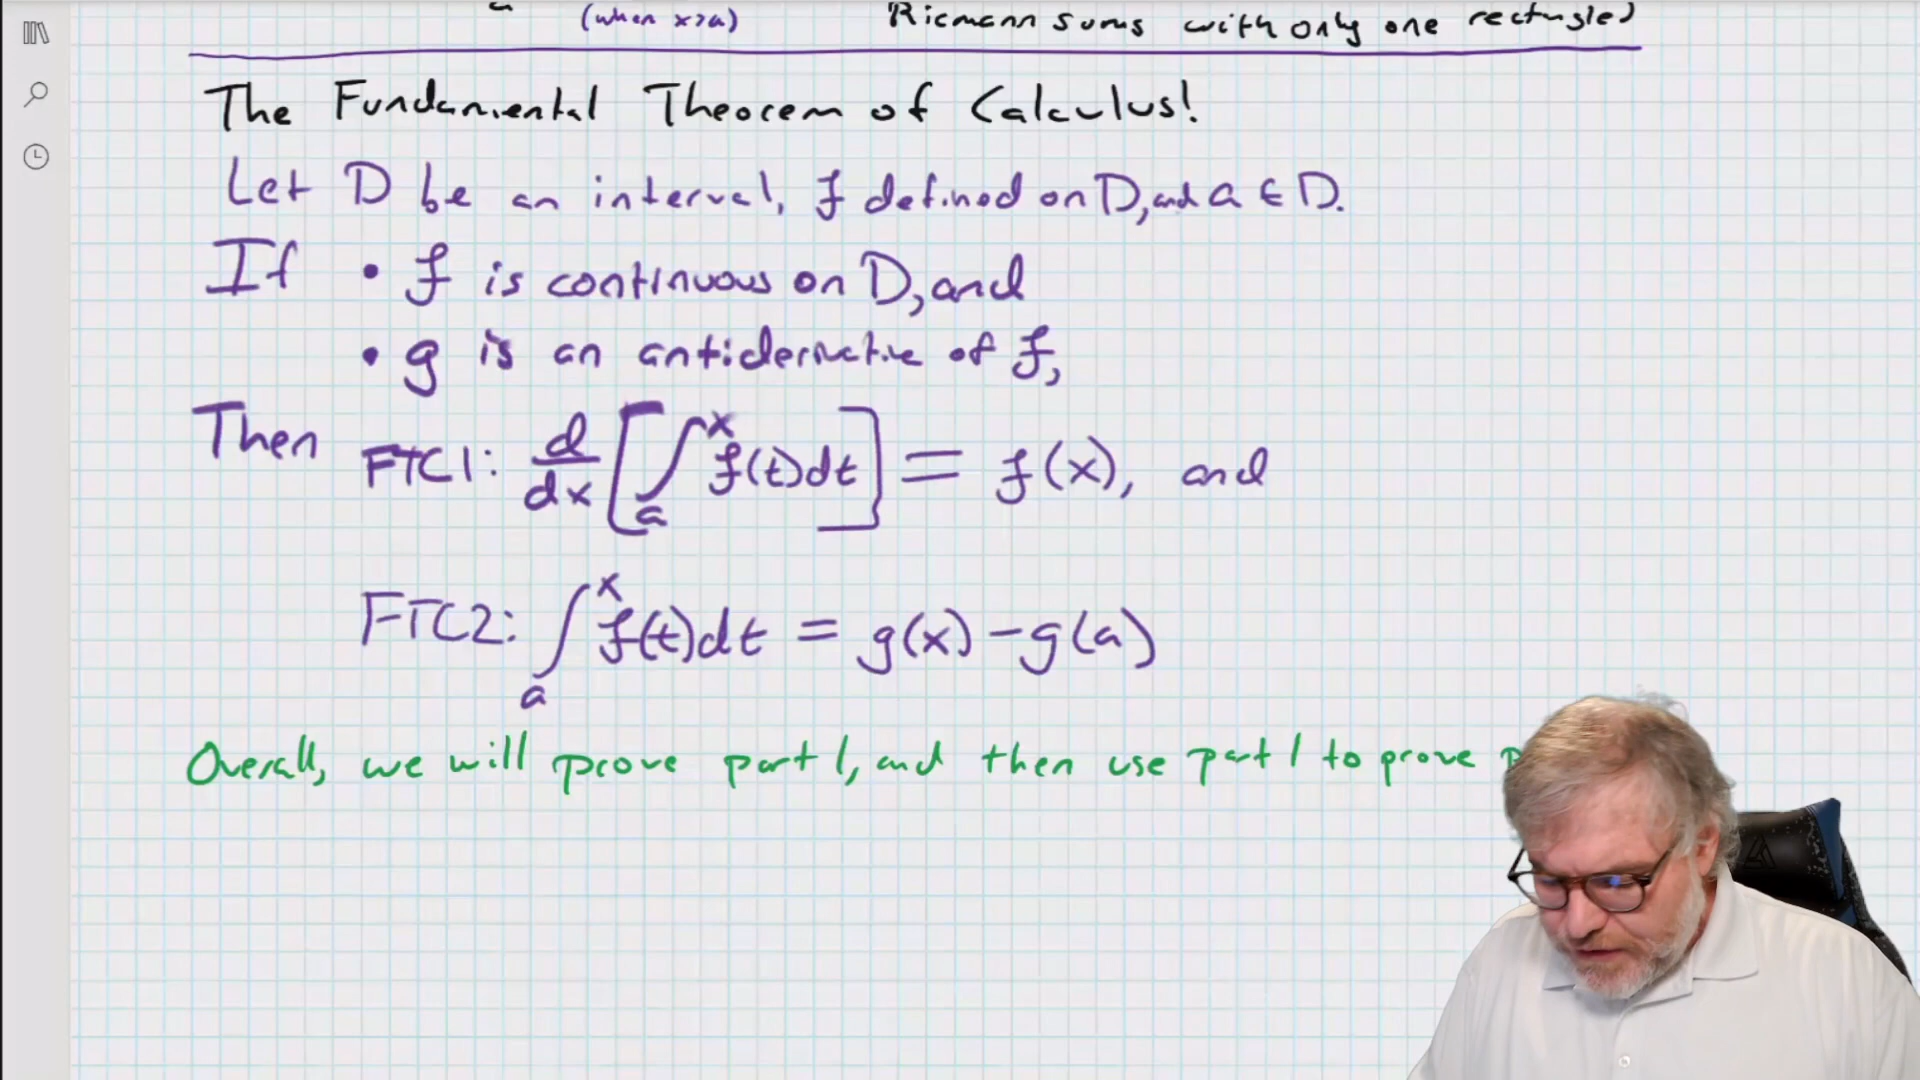 a (when x>a) Riemann sums with only one rectangle)
The Fundamental Theorem of Calculus!
Let D be an interval, f defined on D, and a ∈ D.
If • f is continuous on D, and
• g is an antiderivative of f,
Then FTC1: d/dx [∫_a^x f(t)dt] = f(x), and
FTC2: ∫_a^x f(t)dt = g(x) - g(a)
Overall, we will prove part 1, and then use part 1 to prove p